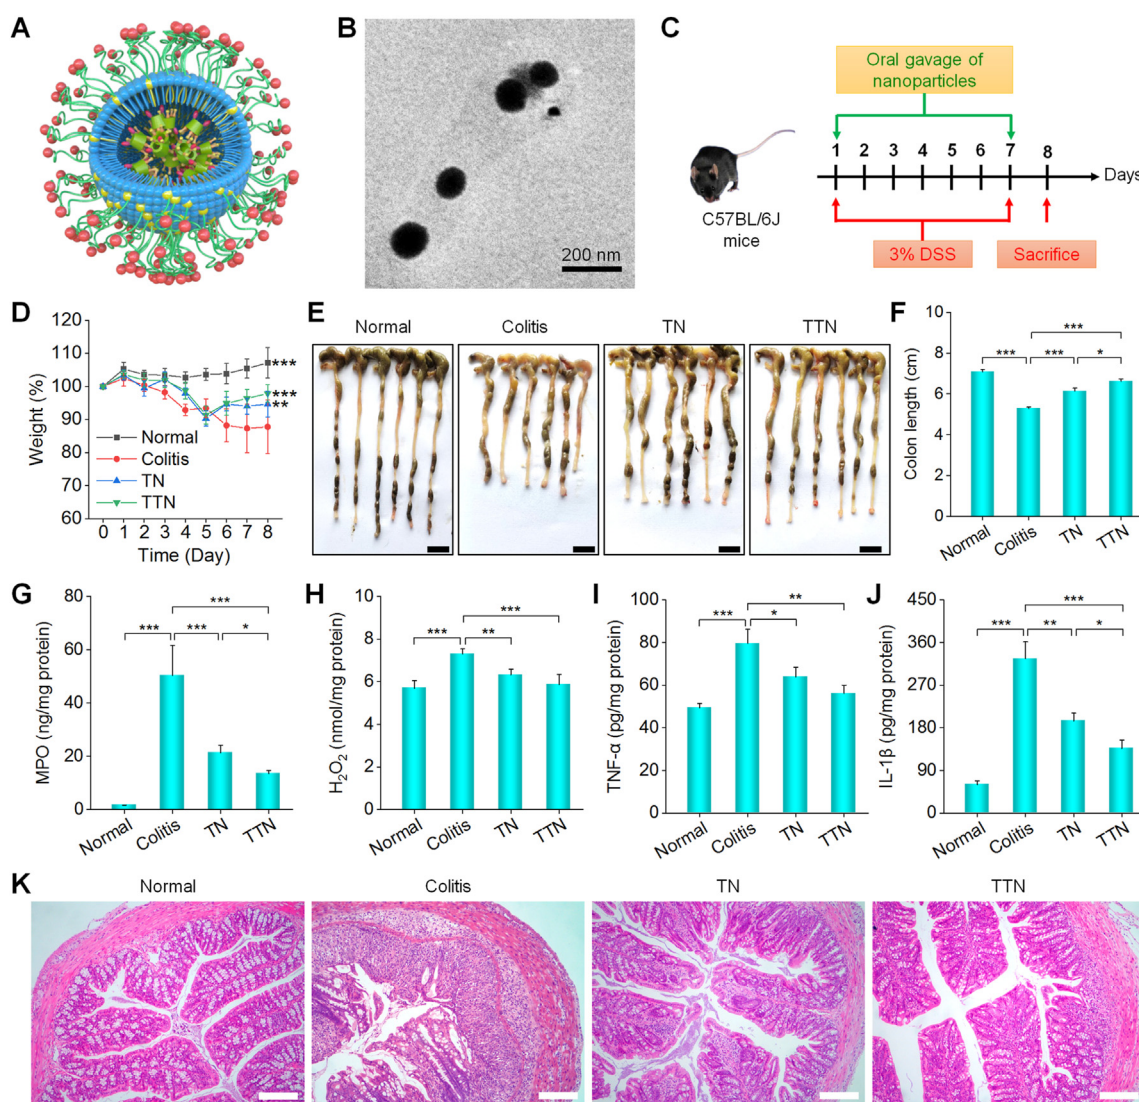 A
B
200 nm
C
Oral gavage of
nanoparticles
1 2 3 4 5 6 7 8
Days
C57BL/6J
mice
3% DSS
Sacrifice
D
120
110
100
90
80
70
60
Weight (%)
***
***
**
Normal
Colitis
TN
TTN
0 1 2 3 4 5 6 7 8
Time (Day)
E
Normal Colitis TN TTN
F
10
8
6
4
2
0
Colon length (cm)
***
*** *** *
Normal Colitis TN TTN
G
80
60
40
20
0
MPO (ng/mg protein)
***
*** *** *
Normal Colitis TN TTN
H
10
8
6
4
2
0
H₂O₂ (nmol/mg protein)
***
*** **
Normal Colitis TN TTN
I
100
80
60
40
20
0
TNF-α (pg/mg protein)
**
*** *
Normal Colitis TN TTN
J
450
360
270
180
90
0
IL-1β (pg/mg protein)
***
*** ** *
Normal Colitis TN TTN
K
Normal Colitis TN TTN